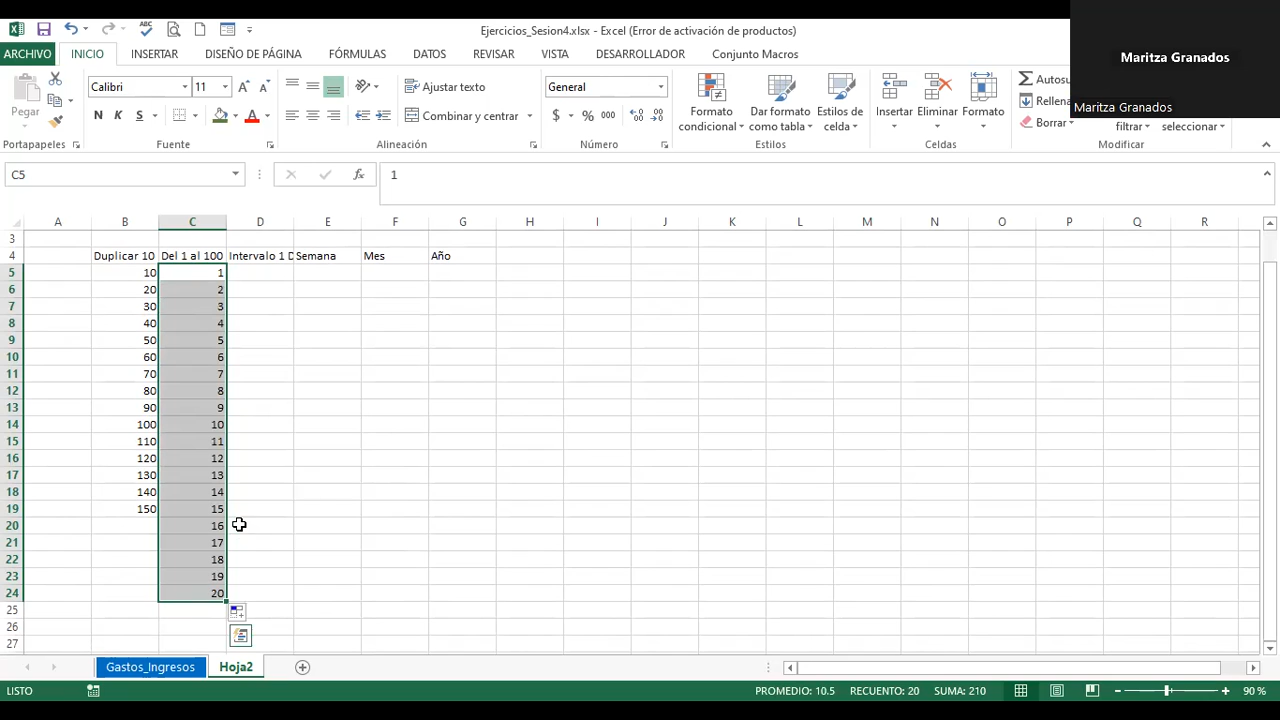 Ejercicios_Sesion4.xlsx - Excel (Error de activación de productos)
Maritza Granados
Maritza Granados
ARCHIVO INICIO INSERTAR DISEÑO DE PÁGINA FÓRMULAS DATOS REVISAR VISTA DESARROLLADOR Conjunto Macros
Pegar
Calibri 11
N K S
Ajustar texto
Combinar y centrar
General
$ % 000
Formato condicional
Dar formato como tabla
Estilos de celda
Insertar
Eliminar
Formato
Autosu
Rellena
Borrar
filtrar
seleccionar
Portapapeles Fuente Alineación Número Estilos Celdas Modificar
C5 fx 1
A B C D E F G H I J K L M N O P Q R
3
4 Duplicar 10 Del 1 al 100 Intervalo 1 D Semana Mes Año
5 10 1
6 20 2
7 30 3
8 40 4
9 50 5
10 60 6
11 70 7
12 80 8
13 90 9
14 100 10
15 110 11
16 120 12
17 130 13
18 140 14
19 150 15
20 16
21 17
22 18
23 19
24 20
25
26
27
Gastos_Ingresos Hoja2
LISTO PROMEDIO: 10.5 RECUENTO: 20 SUMA: 210 90 %